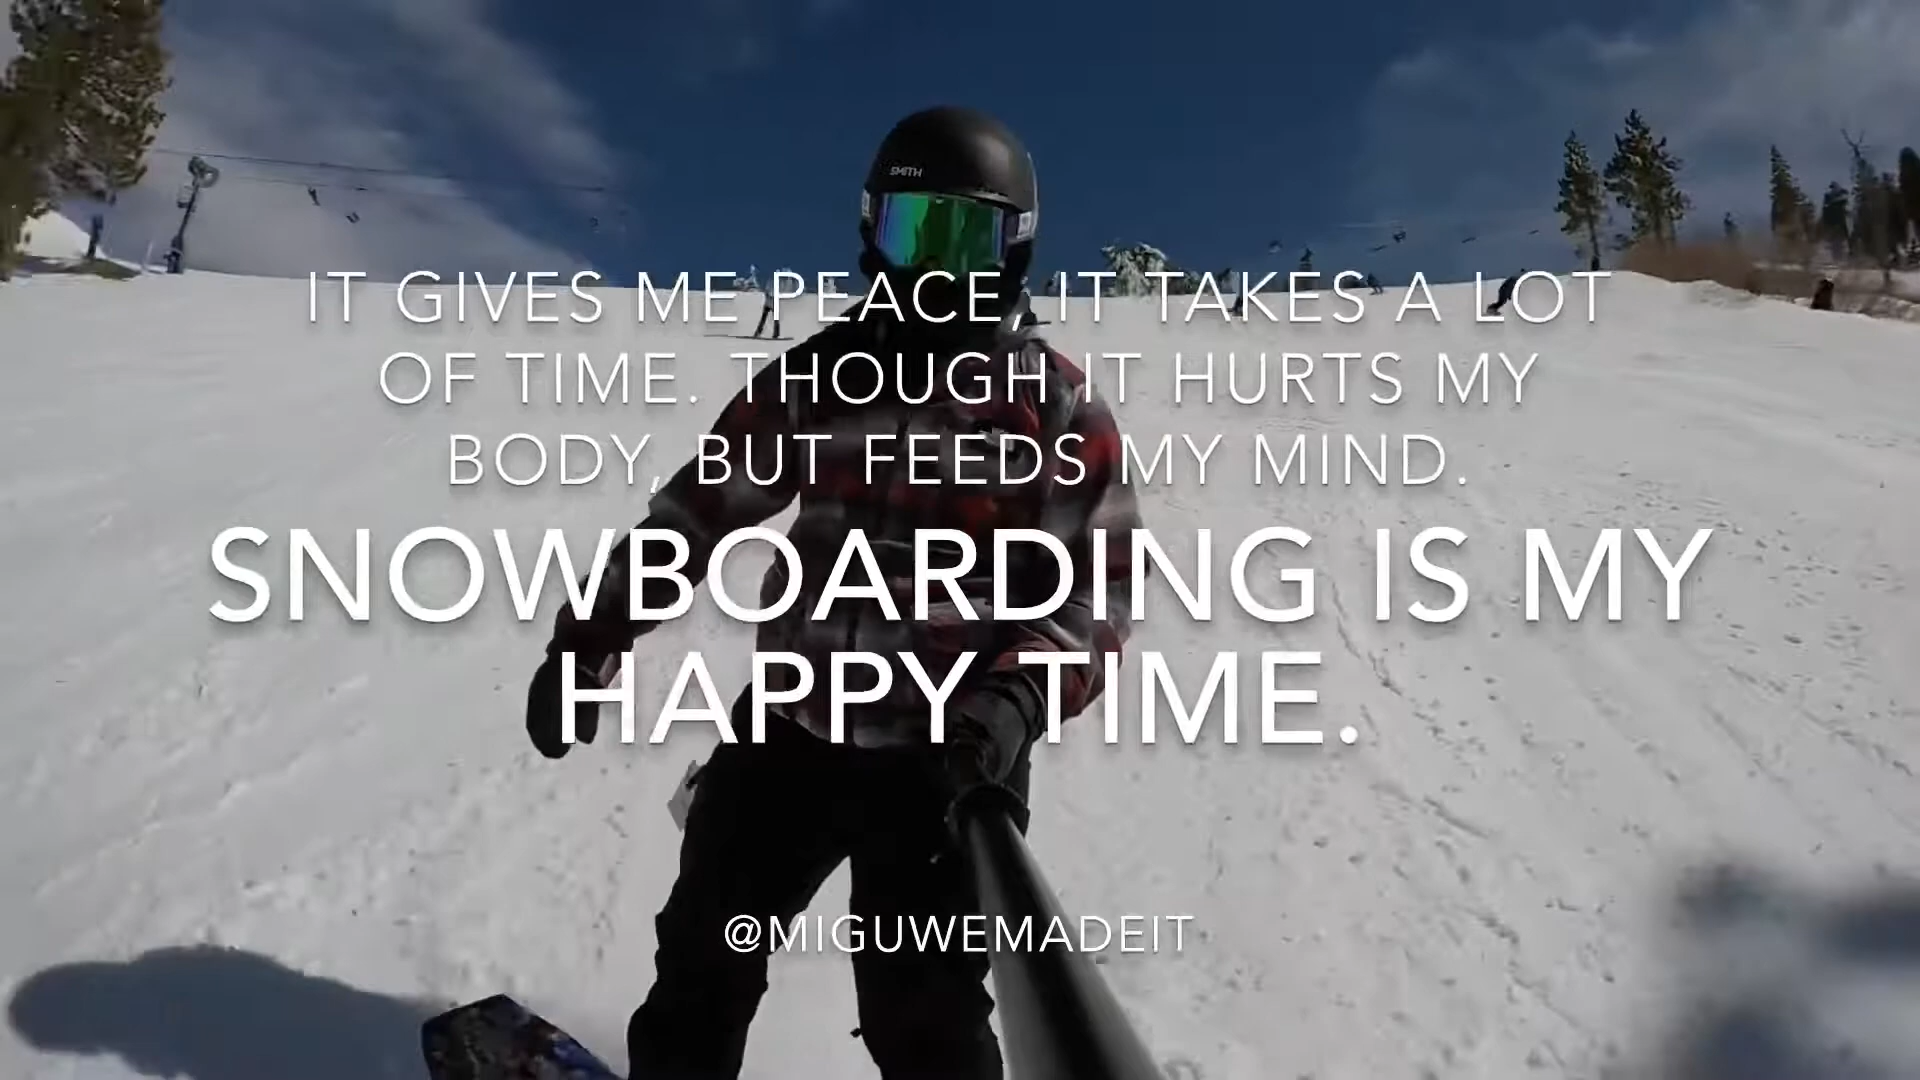 SMITH
IT GIVES ME PEACE, IT TAKES A LOT
OF TIME. THOUGH IT HURTS MY
BODY, BUT FEEDS MY MIND.
SNOWBOARDING IS MY
HAPPY TIME.
@MIGUWEMADEIT